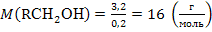 M(RCH₂OH) = 3,2/0,2 = 16 (г/моль)